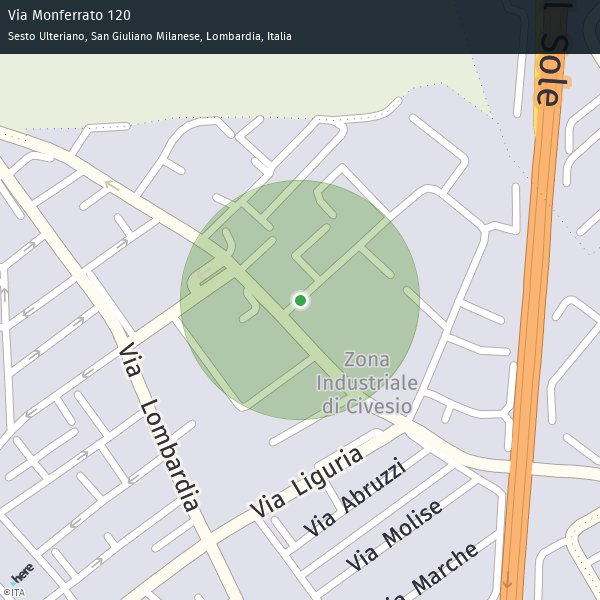 Via Monferrato 120
Sesto Ulteriano, San Giuliano Milanese, Lombardia, Italia
l Sole
Zona
Industriale
di Civesio
Via Lombardia
Via Liguria
Via Abruzzi
Via Molise
Via Marche
here
©ITA